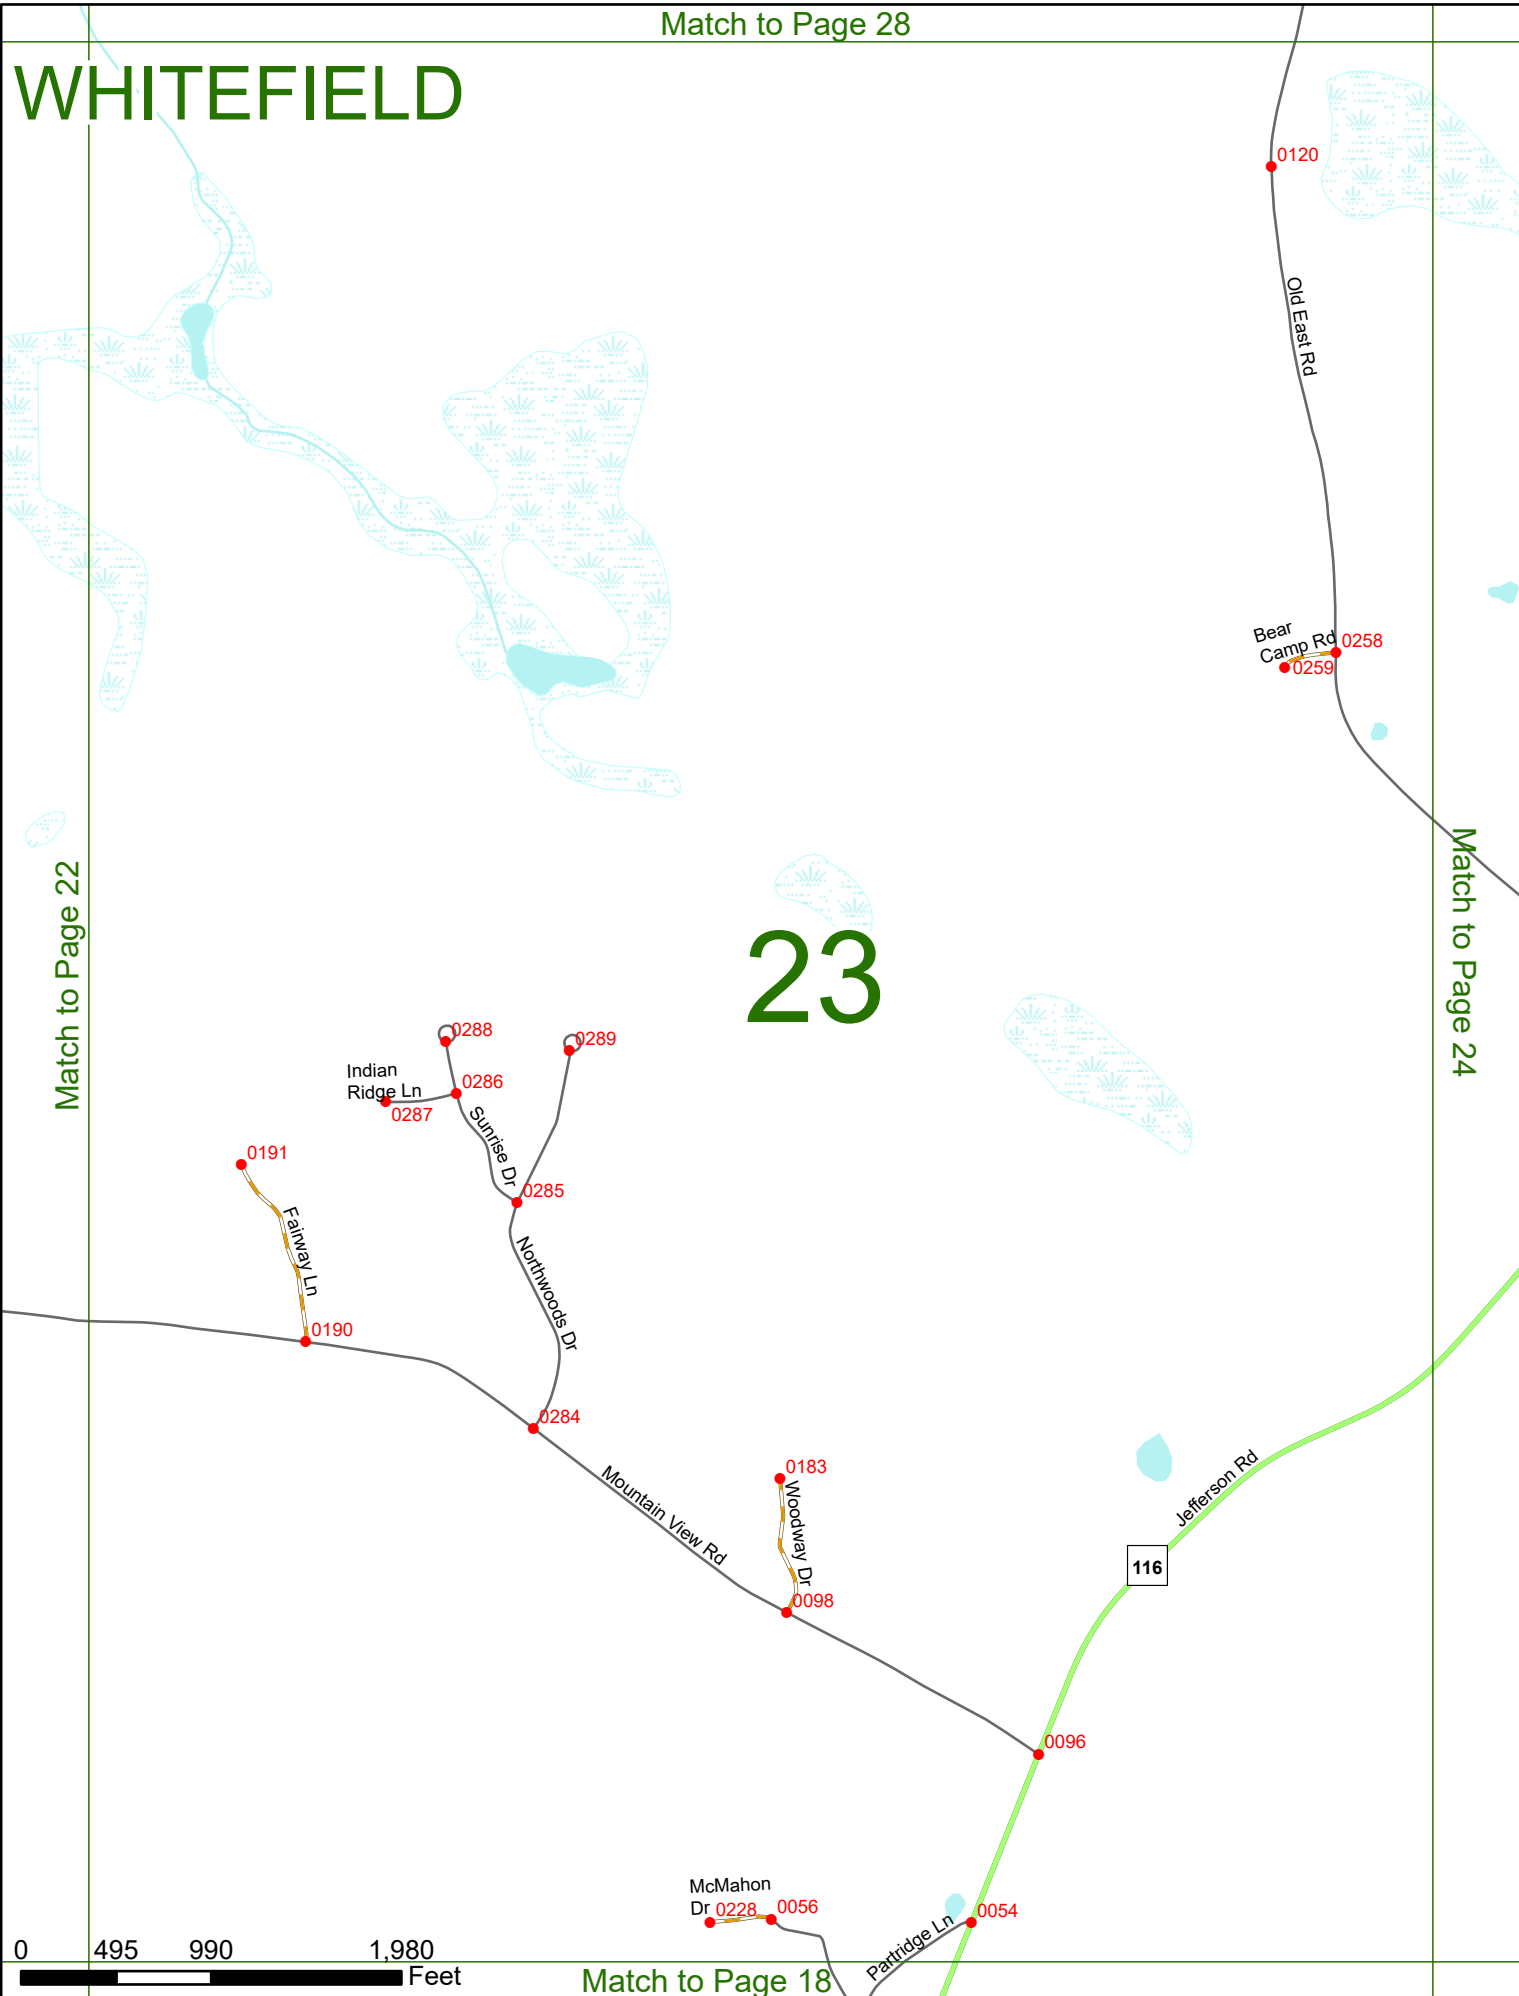 Match to Page 28
WHITEFIELD
0120
Old East Rd
Bear
Camp Rd
0258
0259
Match to Page 22
Match to Page 24
23
0288
0289
Indian
Ridge Ln
0286
0287
Sunrise Dr
0191
0285
Fairway Ln
Northwoods Dr
0190
0284
Mountain View Rd
0183
Woodway Dr
Jefferson Rd
116
0098
0096
McMahon
Dr
0228
0056
0054
Partridge Ln
0 495 990 1,980
Feet
Match to Page 18